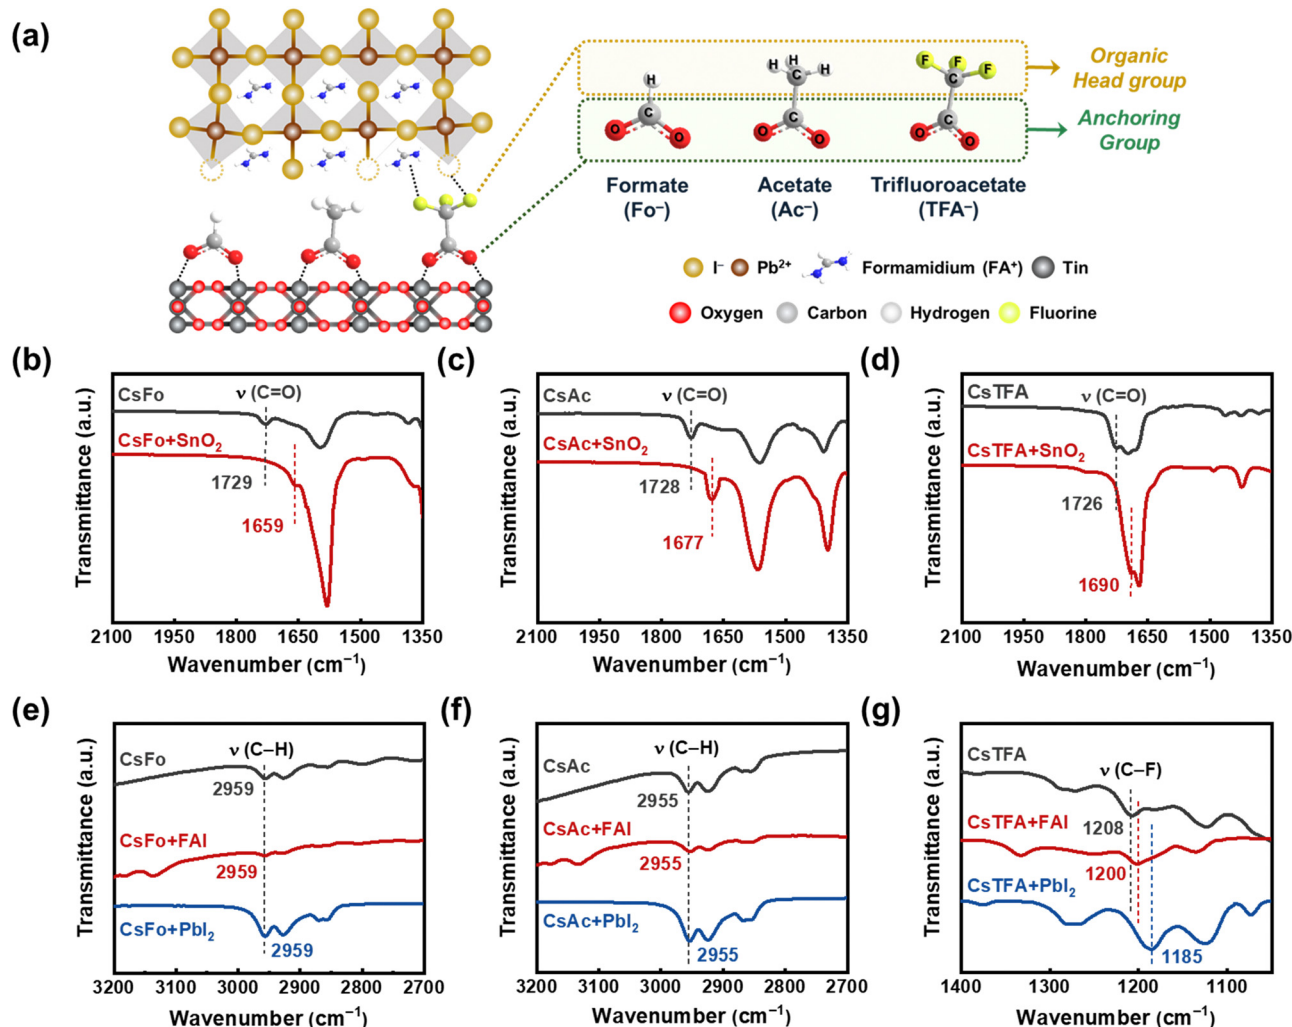 (a)
H
C
O
O
Formate
(Fo⁻)
H
H
H
C
C
O
O
Acetate
(Ac⁻)
F
F
F
C
C
O
O
Trifluoroacetate
(TFA⁻)
Organic
Head group
Anchoring
Group
I⁻
Pb²⁺
Formamidium (FA⁺)
Tin
Oxygen
Carbon
Hydrogen
Fluorine
(b)
CsFo
ν (C=O)
CsFo+SnO₂
1729
1659
Transmittance (a.u.)
2100 1950 1800 1650 1500 1350
Wavenumber (cm⁻¹)
(c)
CsAc
ν (C=O)
CsAc+SnO₂
1728
1677
Transmittance (a.u.)
2100 1950 1800 1650 1500 1350
Wavenumber (cm⁻¹)
(d)
CsTFA
ν (C=O)
CsTFA+SnO₂
1726
1690
Transmittance (a.u.)
2100 1950 1800 1650 1500 1350
Wavenumber (cm⁻¹)
(e)
CsFo
ν (C–H)
2959
CsFo+FAI
2959
CsFo+PbI₂
2959
Transmittance (a.u.)
3200 3100 3000 2900 2800 2700
Wavenumber (cm⁻¹)
(f)
CsAc
ν (C–H)
2955
CsAc+FAI
2955
CsAc+PbI₂
2955
Transmittance (a.u.)
3200 3100 3000 2900 2800 2700
Wavenumber (cm⁻¹)
(g)
CsTFA
ν (C–F)
1208
CsTFA+FAI
1200
CsTFA+PbI₂
1185
Transmittance (a.u.)
1400 1300 1200 1100
Wavenumber (cm⁻¹)